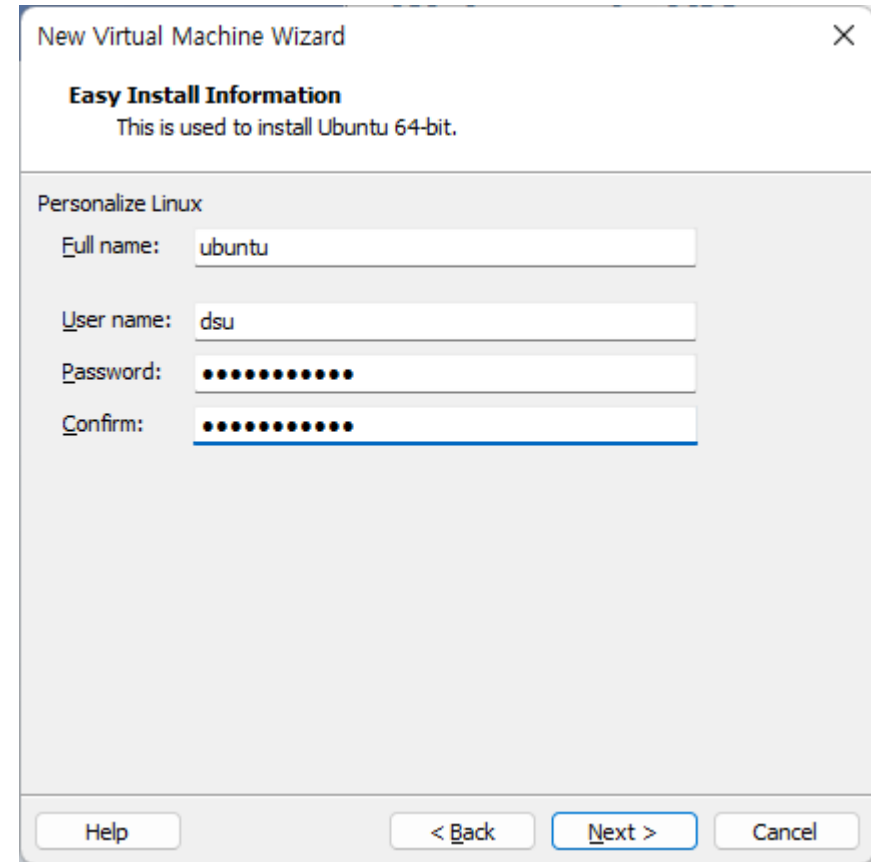 New Virtual Machine Wizard
Easy Install Information
This is used to install Ubuntu 64-bit.
Personalize Linux
Full name: ubuntu
User name: dsu
Password: ●●●●●●●●●●●
Confirm: ●●●●●●●●●●●
Help < Back Next > Cancel